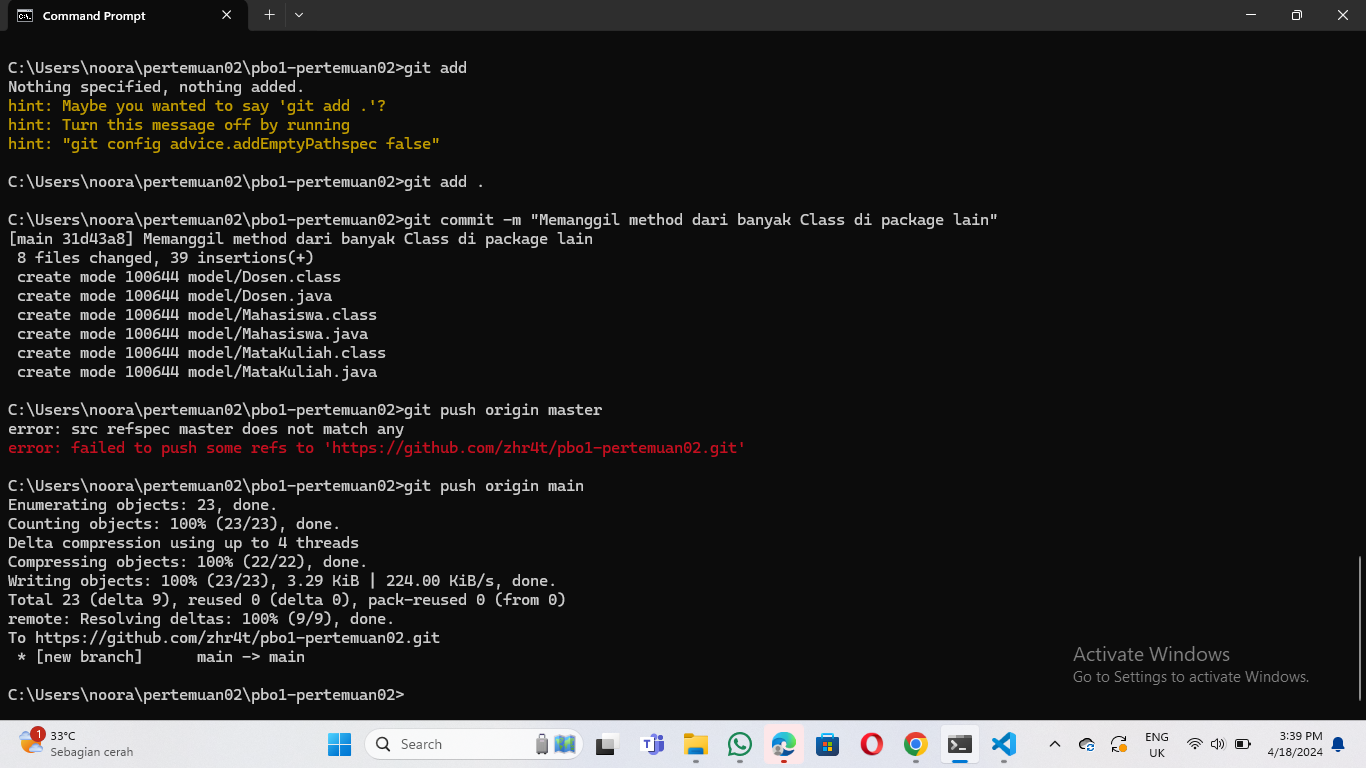 Command Prompt
C:\Users\noora\pertemuan02\pbo1-pertemuan02>git add
Nothing specified, nothing added.
hint: Maybe you wanted to say 'git add .'?
hint: Turn this message off by running
hint: "git config advice.addEmptyPathspec false"
C:\Users\noora\pertemuan02\pbo1-pertemuan02>git add .
C:\Users\noora\pertemuan02\pbo1-pertemuan02>git commit -m "Memanggil method dari banyak Class di package lain"
[main 31d43a8] Memanggil method dari banyak Class di package lain
 8 files changed, 39 insertions(+)
 create mode 100644 model/Dosen.class
 create mode 100644 model/Dosen.java
 create mode 100644 model/Mahasiswa.class
 create mode 100644 model/Mahasiswa.java
 create mode 100644 model/MataKuliah.class
 create mode 100644 model/MataKuliah.java
C:\Users\noora\pertemuan02\pbo1-pertemuan02>git push origin master
error: src refspec master does not match any
error: failed to push some refs to 'https://github.com/zhr4t/pbo1-pertemuan02.git'
C:\Users\noora\pertemuan02\pbo1-pertemuan02>git push origin main
Enumerating objects: 23, done.
Counting objects: 100% (23/23), done.
Delta compression using up to 4 threads
Compressing objects: 100% (22/22), done.
Writing objects: 100% (23/23), 3.29 KiB | 224.00 KiB/s, done.
Total 23 (delta 9), reused 0 (delta 0), pack-reused 0 (from 0)
remote: Resolving deltas: 100% (9/9), done.
To https://github.com/zhr4t/pbo1-pertemuan02.git
 * [new branch]      main -> main
C:\Users\noora\pertemuan02\pbo1-pertemuan02>
Activate Windows
Go to Settings to activate Windows.
1
33°C
Sebagian cerah
Search
ENG
UK
3:39 PM
4/18/2024